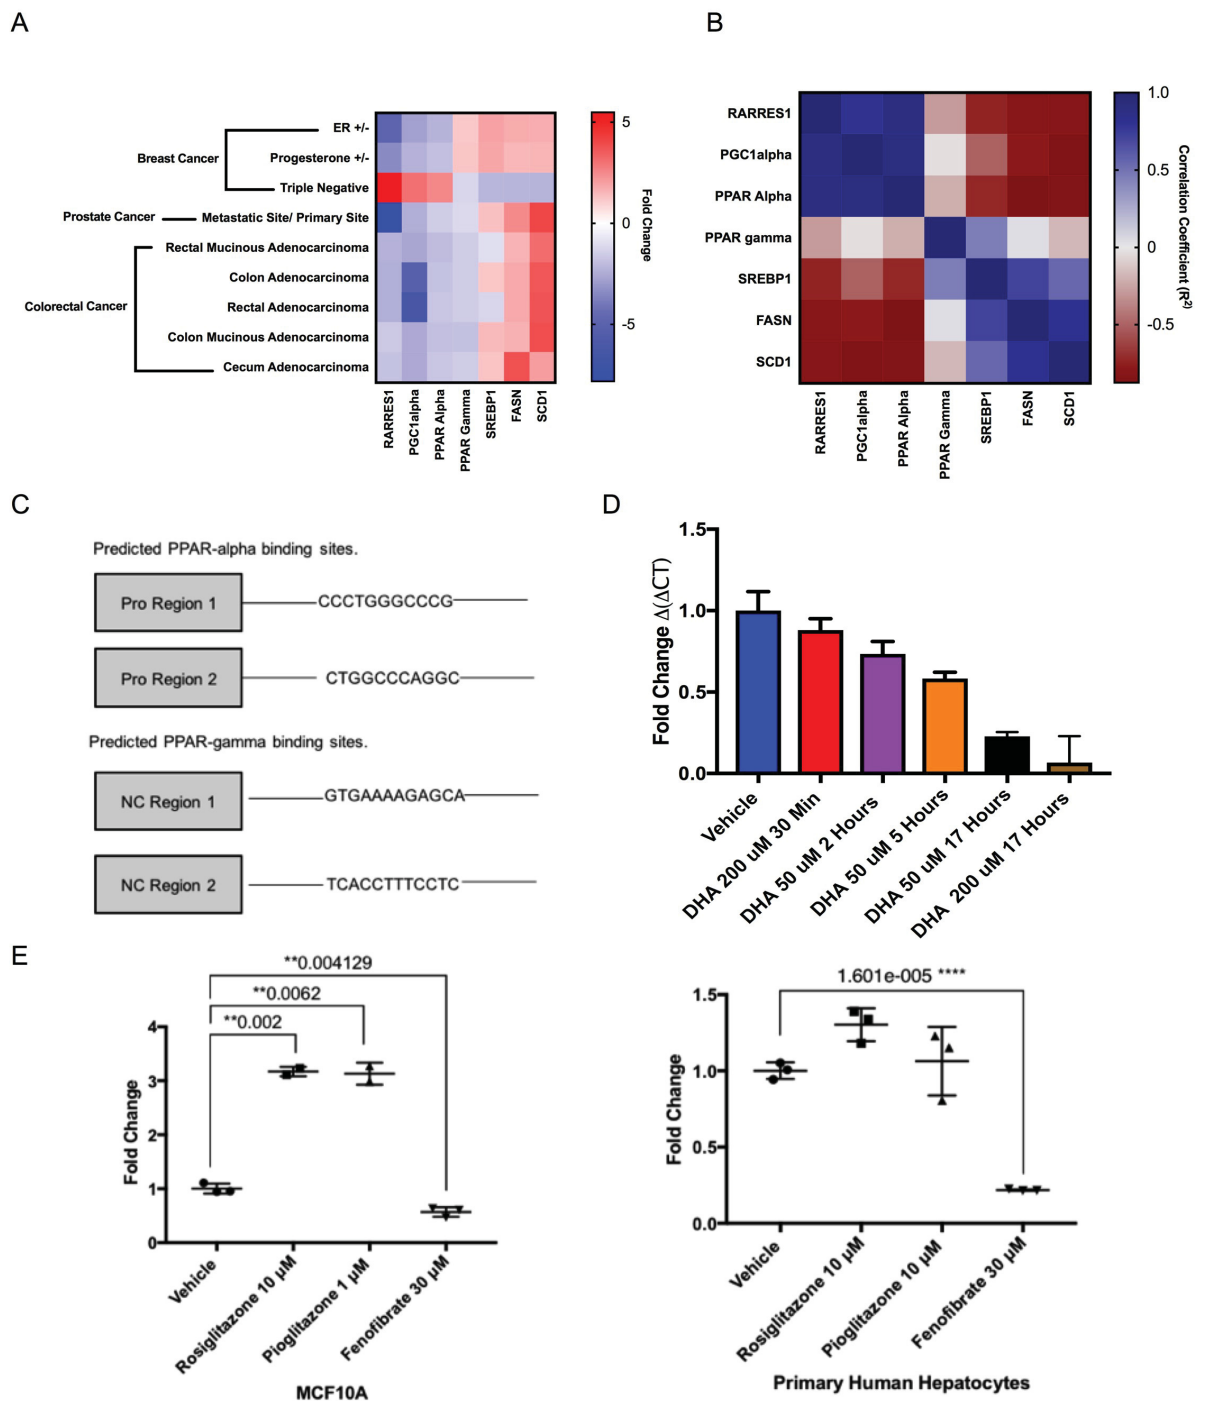 A
ER +/-
Breast Cancer
Progesterone +/-
Triple Negative
Prostate Cancer
Metastatic Site/ Primary Site
Rectal Mucinous Adenocarcinoma
Colon Adenocarcinoma
Colorectal Cancer
Rectal Adenocarcinoma
Colon Mucinous Adenocarcinoma
Cecum Adenocarcinoma
RARRES1
PGC1alpha
PPAR Alpha
PPAR Gamma
SREBP1
FASN
SCD1
5
0
-5
Fold Change
B
RARRES1
PGC1alpha
PPAR Alpha
PPAR gamma
SREBP1
FASN
SCD1
RARRES1
PGC1alpha
PPAR Alpha
PPAR Gamma
SREBP1
FASN
SCD1
1.0
0.5
0
-0.5
Correlation Coefficient (R²)
C
Predicted PPAR-alpha binding sites.
Pro Region 1
CCCTGGGCCCG
Pro Region 2
CTGGCCCAGGC
Predicted PPAR-gamma binding sites.
NC Region 1
GTGAAAAGAGCA
NC Region 2
TCACCTTTCCTC
D
Fold Change Δ(ΔCT)
1.5
1.0
0.5
0.0
Vehicle
DHA 200 uM 30 Min
DHA 50 uM 2 Hours
DHA 50 uM 5 Hours
DHA 50 uM 17 Hours
DHA 200 uM 17 Hours
E
**0.004129
**0.0062
**0.002
Fold Change
4
3
2
1
0
Vehicle
Rosiglitazone 10 µM
Pioglitazone 1 µM
Fenofibrate 30 µM
MCF10A
1.601e-005 ****
Fold Change
1.5
1.0
0.5
0.0
Vehicle
Rosiglitazone 10 µM
Pioglitazone 10 µM
Fenofibrate 30 µM
Primary Human Hepatocytes